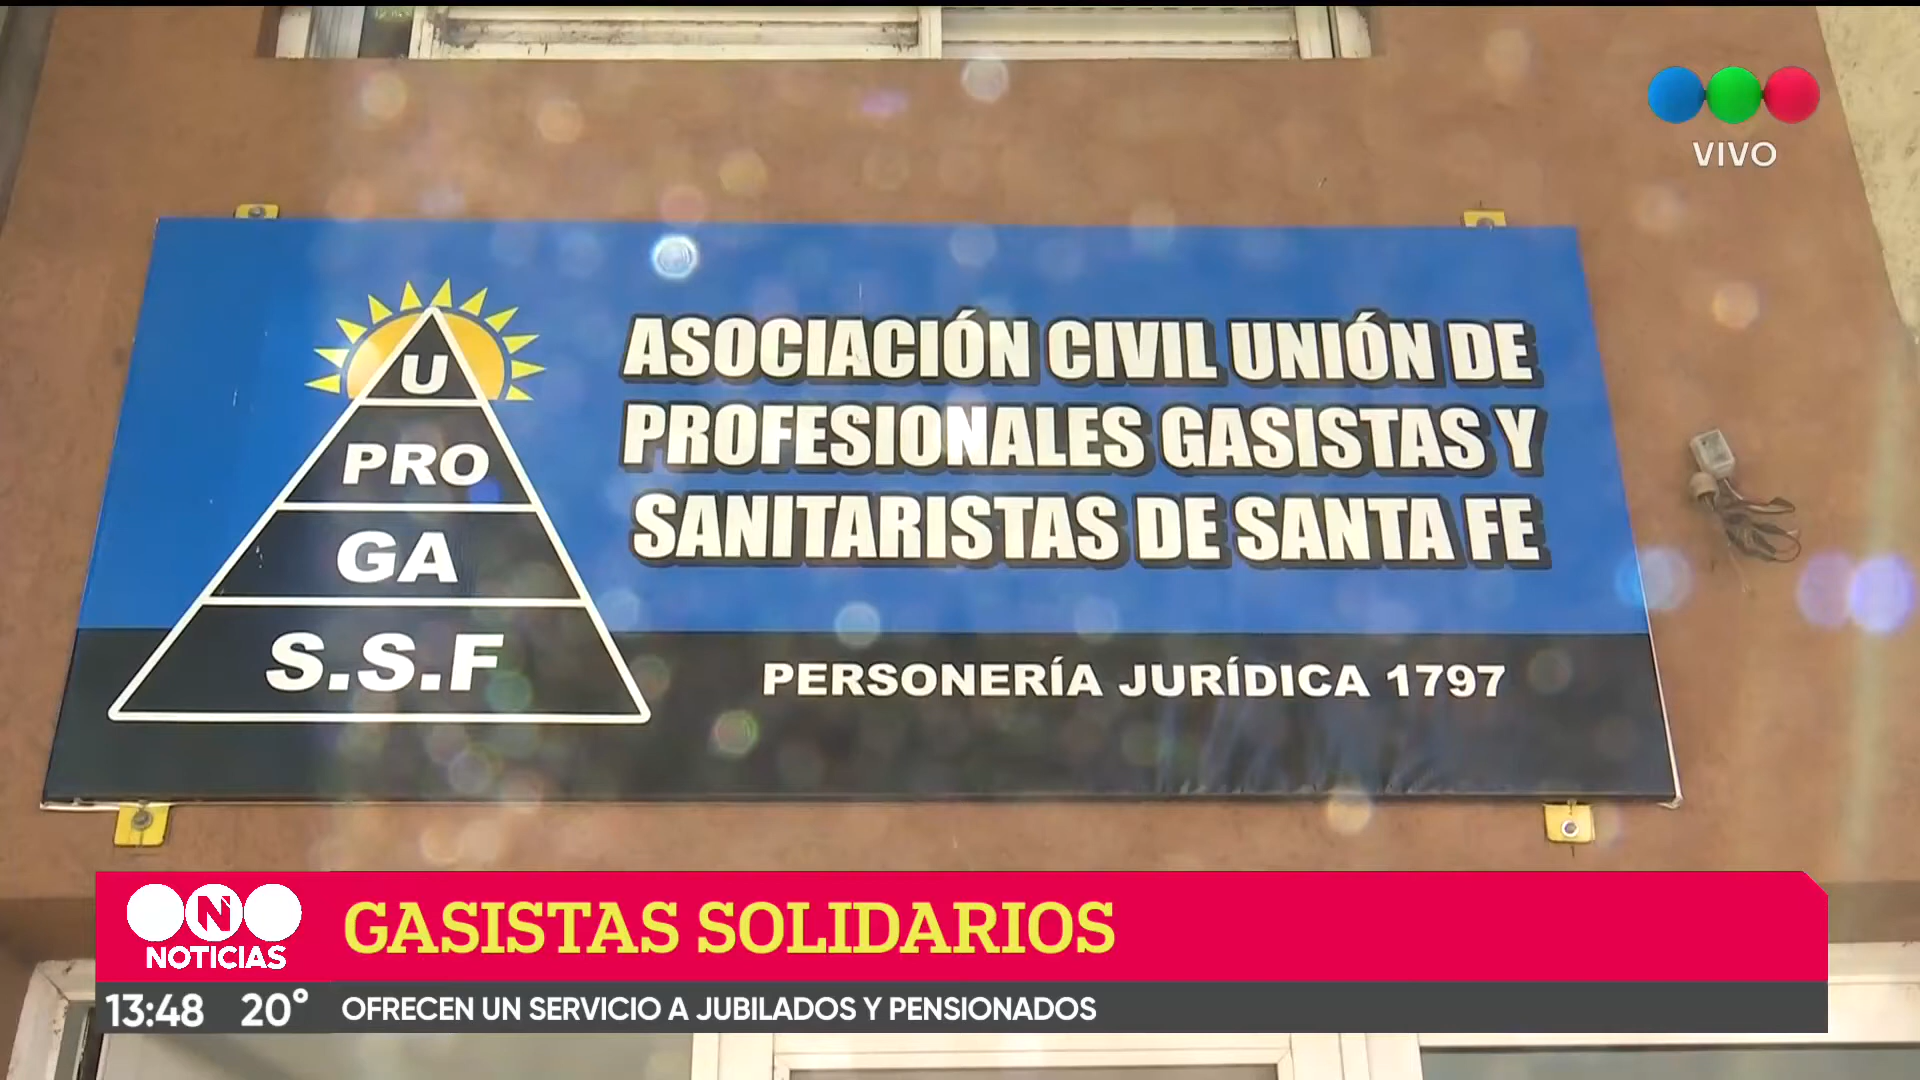 VIVO
U
PRO
GA
S.S.F
ASOCIACIÓN CIVIL UNIÓN DE
PROFESIONALES GASISTAS Y
SANITARISTAS DE SANTA FE
PERSONERÍA JURÍDICA 1797
N
NOTICIAS
GASISTAS SOLIDARIOS
13:48 20° OFRECEN UN SERVICIO A JUBILADOS Y PENSIONADOS